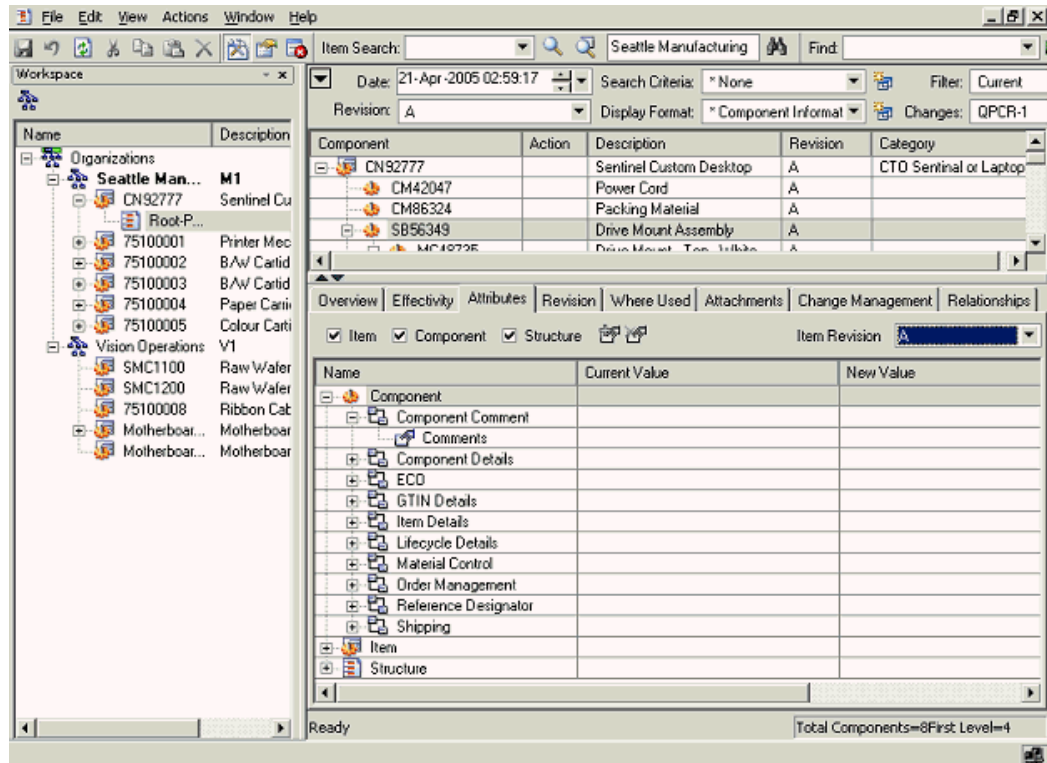 File Edit View Actions Window Help
Item Search: Seattle Manufacturing Find:
Workspace
Date: 21-Apr-2005 02:59:17 Search Criteria: * None Filter: Current
Revision: A Display Format: * Component Informat Changes: QPCR-1
Name Description
Organizations
Seattle Man... M1
CN92777 Sentinel Cu
Root-P...
75100001 Printer Mec
75100002 B/W Cartid
75100003 B/W Cartid
75100004 Paper Carri
75100005 Colour Carti
Vision Operations V1
SMC1100 Raw Wafer
SMC1200 Raw Wafer
75100008 Ribbon Cab
Motherboar... Motherboar
Motherboar... Motherboar
Component Action Description Revision Category
CN92777 Sentinel Custom Desktop A CTO Sentinal or Laptop
CM42047 Power Cord A
CM86324 Packing Material A
SB56349 Drive Mount Assembly A
MC48735 Drive Mount - Top, White A
Overview Effectivity Attributes Revision Where Used Attachments Change Management Relationships
Item Component Structure Item Revision A
Name Current Value New Value
Component
Component Comment
Comments
Component Details
ECO
GTIN Details
Item Details
Lifecycle Details
Material Control
Order Management
Reference Designator
Shipping
Item
Structure
Ready Total Components=8First Level=4